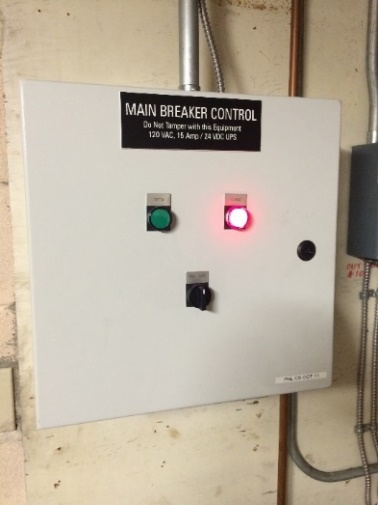 MAIN BREAKER CONTROL
Do Not Tamper with this Equipment
120 VAC, 15 Amp / 24 VDC UPS